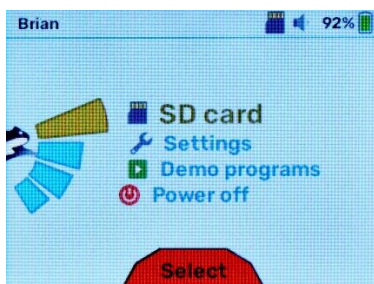 Brian
92%
SD card
Settings
Demo programs
Power off
Select